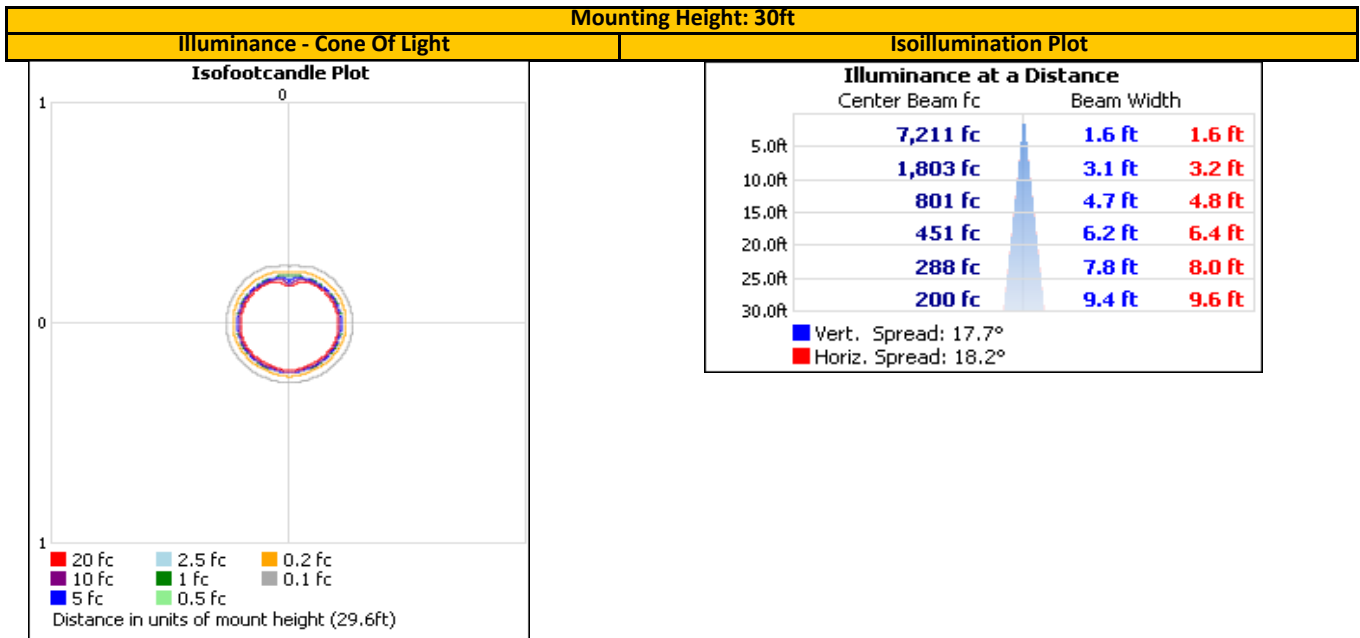 Mounting Height: 30ft
Illuminance - Cone Of Light
Isoillumination Plot
Isofootcandle Plot
0
1
0
1
20 fc 2.5 fc 0.2 fc
10 fc 1 fc 0.1 fc
5 fc 0.5 fc
Distance in units of mount height (29.6ft)
Illuminance at a Distance
Center Beam fc Beam Width
5.0ft 7,211 fc 1.6 ft 1.6 ft
10.0ft 1,803 fc 3.1 ft 3.2 ft
15.0ft 801 fc 4.7 ft 4.8 ft
20.0ft 451 fc 6.2 ft 6.4 ft
25.0ft 288 fc 7.8 ft 8.0 ft
30.0ft 200 fc 9.4 ft 9.6 ft
Vert. Spread: 17.7°
Horiz. Spread: 18.2°